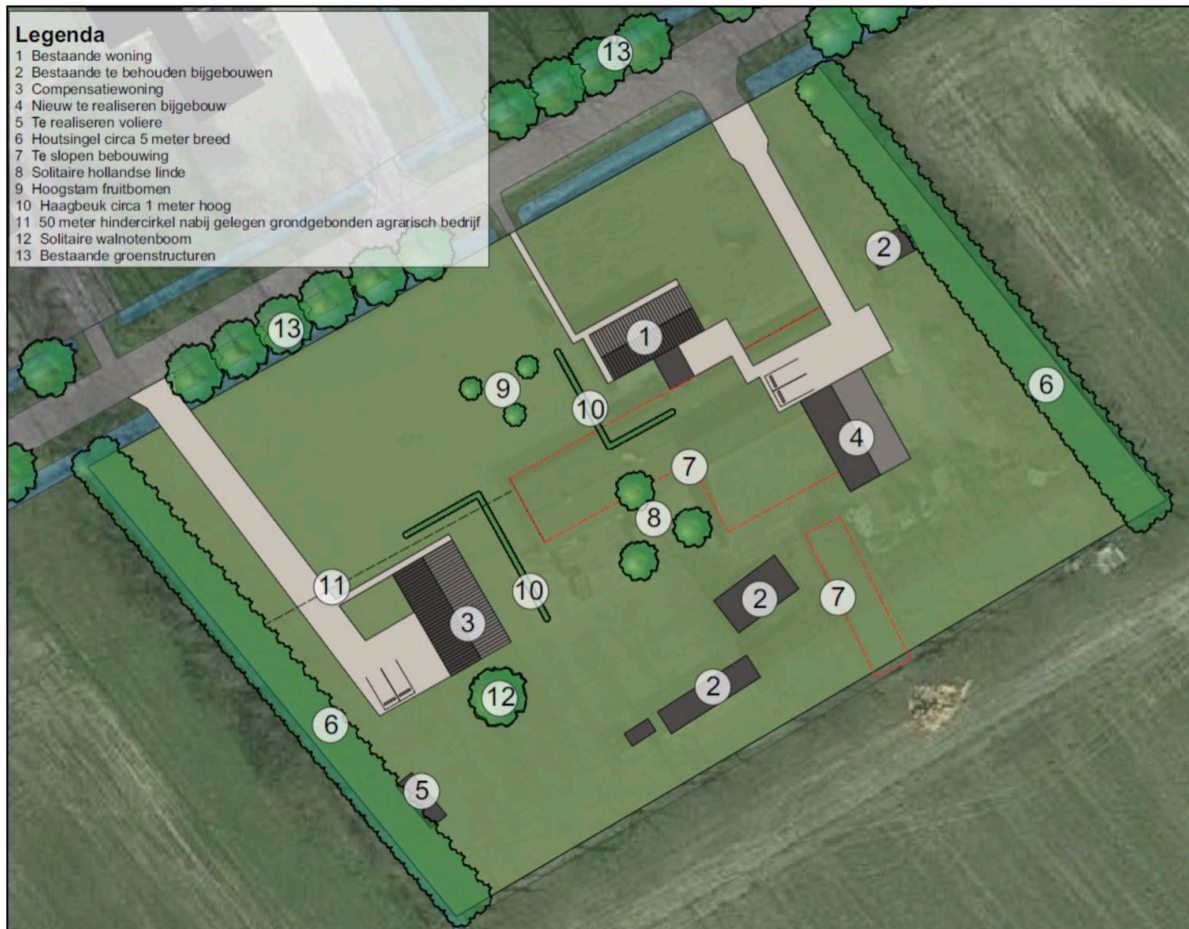 Legenda
1 Bestaande woning
2 Bestaande te behouden bijgebouwen
3 Compensatiewoning
4 Nieuw te realiseren bijgebouw
5 Te realiseren voliere
6 Houtsingel circa 5 meter breed
7 Te slopen bebouwing
8 Solitaire hollandse linde
9 Hoogstam fruitbomen
10 Haagbeuk circa 1 meter hoog
11 50 meter hindercirkel nabij gelegen grondgebonden agrarisch bedrijf
12 Solitaire walnotenboom
13 Bestaande groenstructuren
13
2
13
1
9
6
10
4
7
8
11
10
2
7
3
2
12
6
5